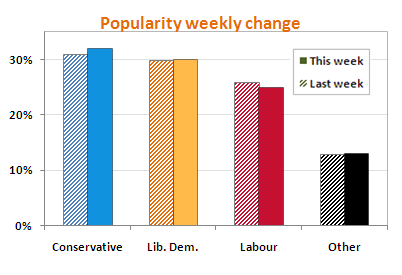 Popularity weekly change
30%
20%
10%
0%
This week
Last week
Conservative
Lib. Dem.
Labour
Other